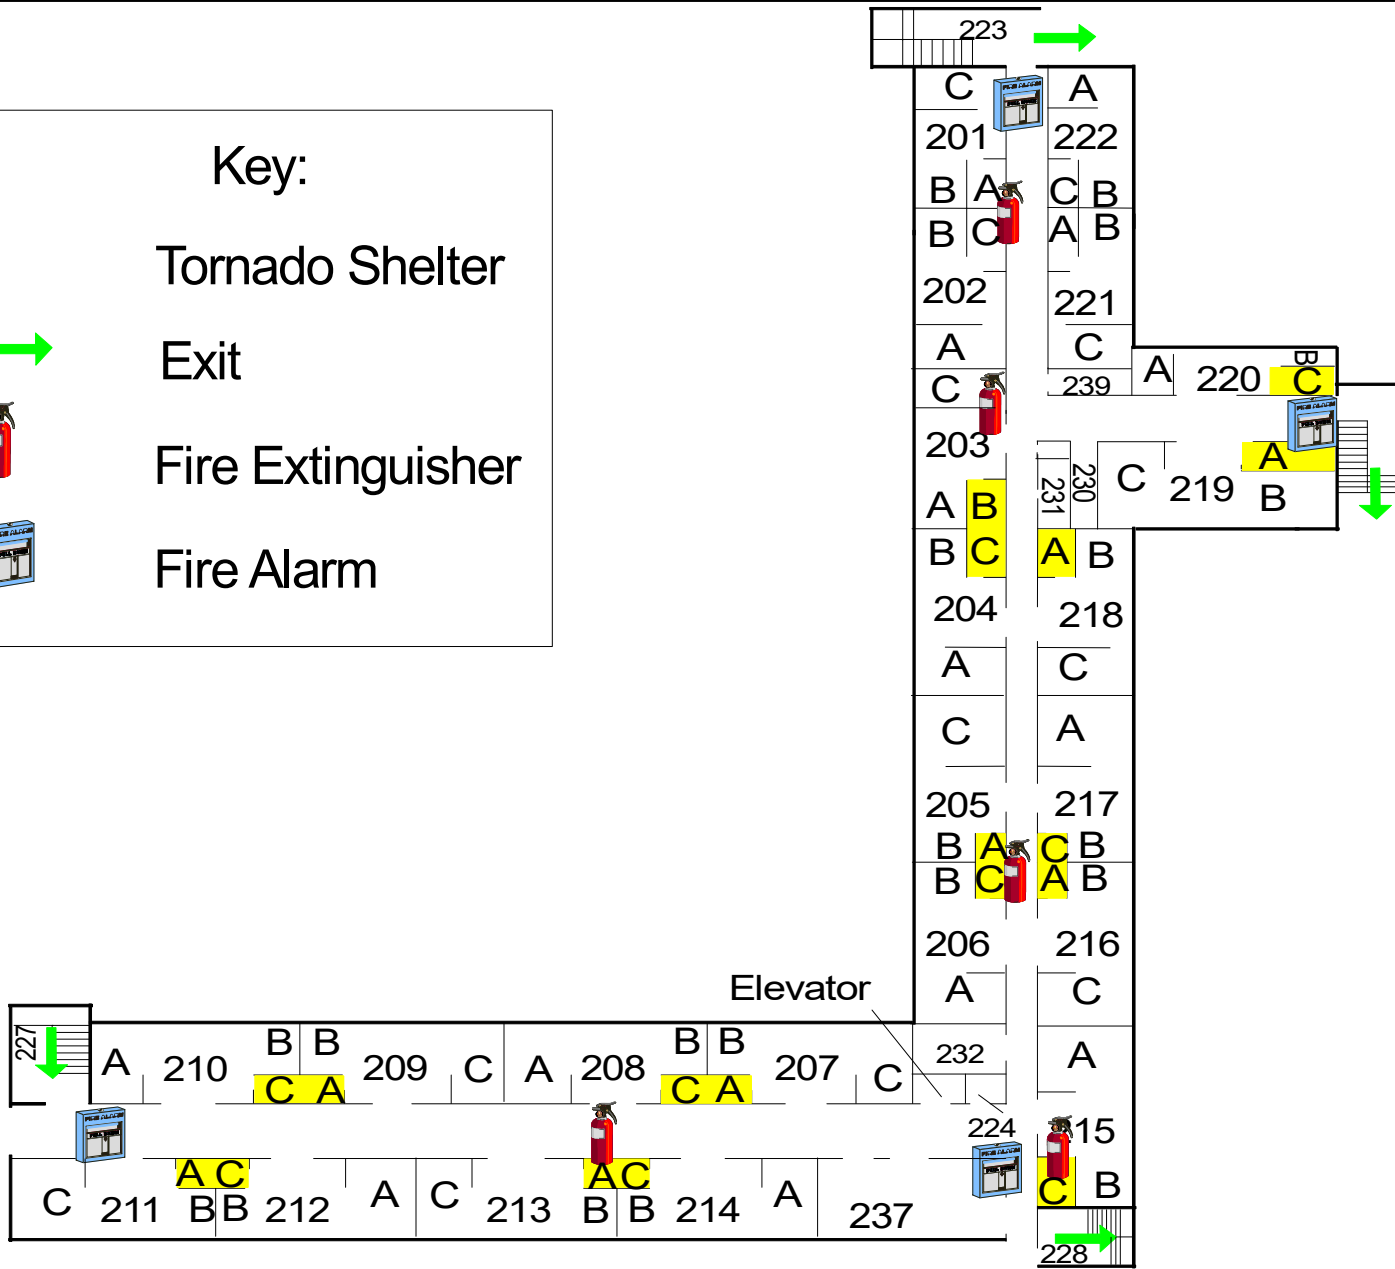 223
Key:
Tornado Shelter
Exit
Fire Extinguisher
Fire Alarm
C
A
201
222
B A
C B
B C
A B
202
221
A
C
C
239
A
220
B
C
203
A
231
230
C
219
B
A B
B C
A B
204
218
A
C
C
A
205
217
B A
C B
B C
A B
206
216
Elevator
A
C
227
A
210
B B
209
C
A
208
B B
207
C
232
A
C A
C A
224
15
A C
A C
C B
C
211
B B
212
A
C
213
B B
214
A
237
228